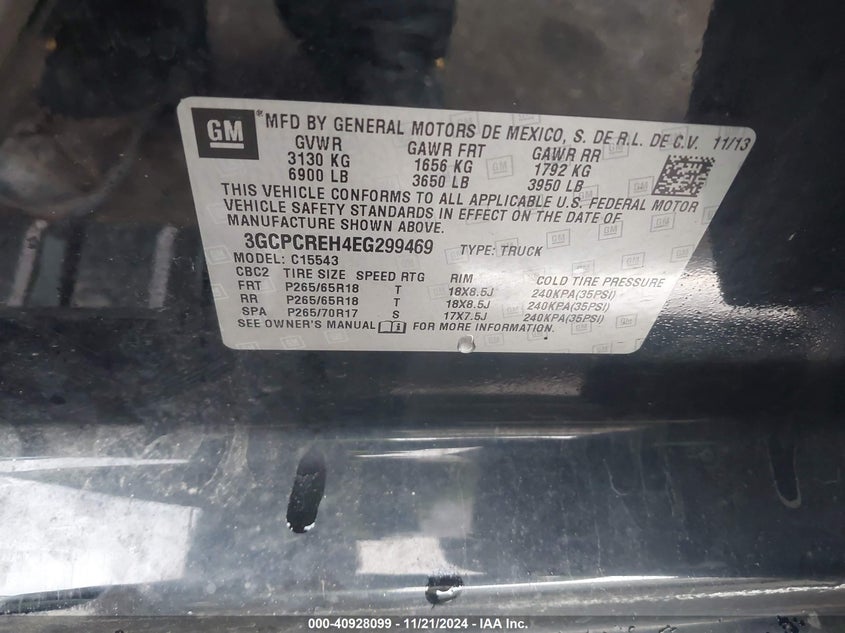 GM ® MFD BY GENERAL MOTORS DE MEXICO, S. DE R.L. DE C.V. 11/13
GVWR GAWR FRT GAWR RR
3130 KG 1656 KG 1792 KG
6900 LB 3650 LB 3950 LB
THIS VEHICLE CONFORMS TO ALL APPLICABLE U.S. FEDERAL MOTOR
VEHICLE SAFETY STANDARDS IN EFFECT ON THE DATE OF
MANUFACTURE SHOWN ABOVE.
3GCPCREH4EG299469 TYPE: TRUCK
MODEL: C15543
CBC2 TIRE SIZE SPEED RTG RIM COLD TIRE PRESSURE
FRT P265/65R18 T 18X8.5J 240KPA(35PSI)
RR P265/65R18 T 18X8.5J 240KPA(35PSI)
SPA P265/70R17 S 17X7.5J 240KPA(35PSI)
SEE OWNER'S MANUAL FOR MORE INFORMATION.
000-40928099 - 11/21/2024 - IAA Inc.